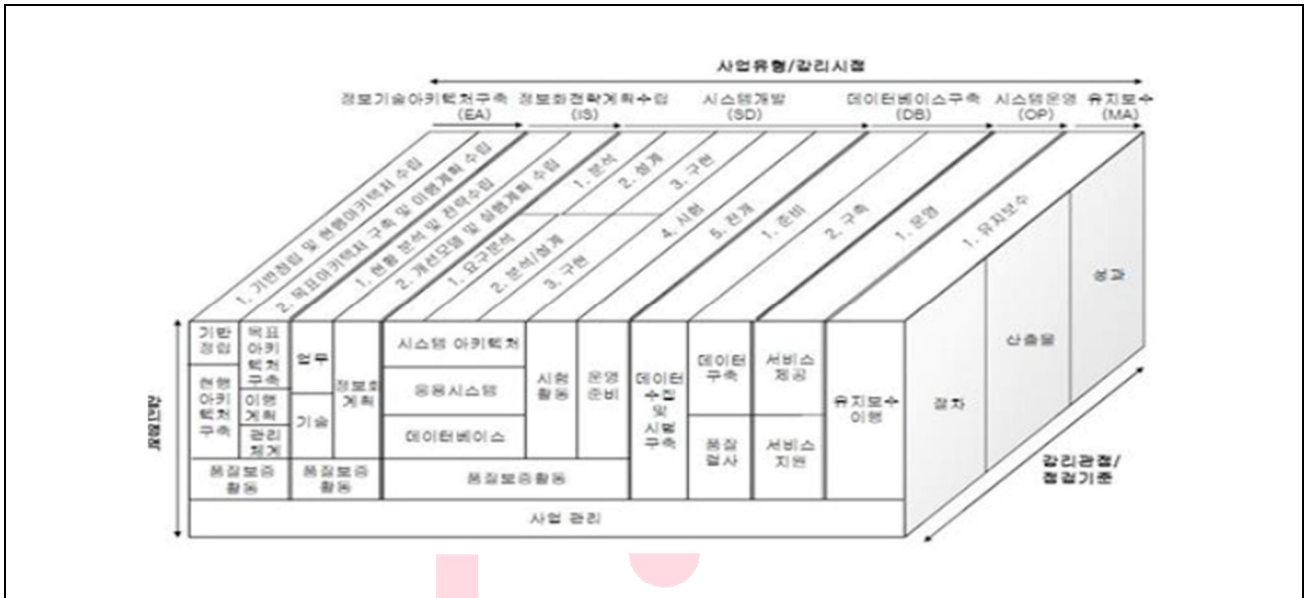 사업유형/감리시점
정보기술아키텍처구축
(EA)
정보화전략계획수립
(IS)
시스템개발
(SD)
데이터베이스구축
(DB)
시스템운영
(OP)
유지보수
(MA)
1. 기반정립 및 현행아키텍처 수립
2. 목표아키텍처 구축 및 이행계획 수립
1. 현황 분석 및 전략수립
2. 개선모델 및 실행계획 수립
1. 분석
2. 설계
3. 구현
1. 요구분석
2. 분석/설계
3. 구현
4. 시험
5. 전개
1. 준비
2. 구축
1. 운영
1. 유지보수
기반
정립
현행
아키
텍처
구축
목표
아키
텍처
구축
이행
계획
관리
체계
품질보증
활동
업무
기술
정보화
계획
품질보증
활동
시스템 아키텍처
응용시스템
데이터베이스
시험
활동
운영
준비
품질보증활동
데이터
수집
및
시범
구축
데이터
구축
품질
검사
서비스
제공
서비스
지원
유지보수
이행
사업 관리
절차
산출물
성과
감리관점/
점검기준